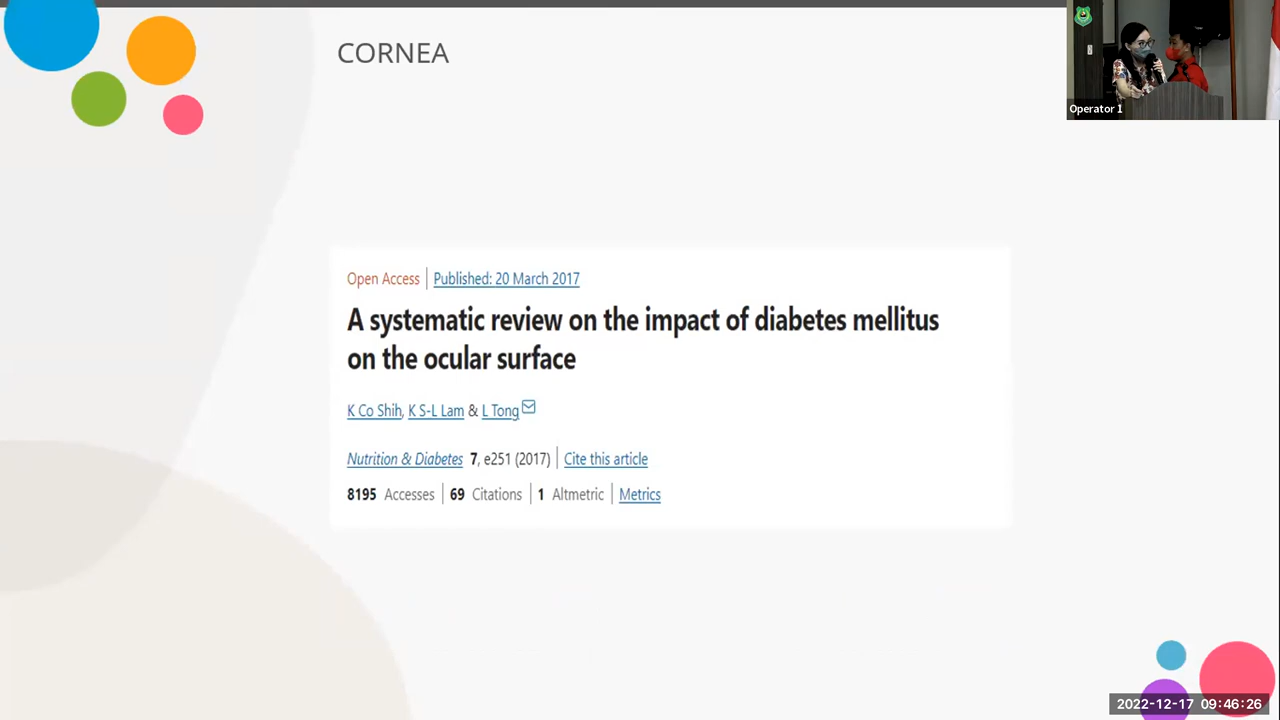 CORNEA
Operator 1
Open Access | Published: 20 March 2017
A systematic review on the impact of diabetes mellitus
on the ocular surface
K Co Shih, K S-L Lam & L Tong
Nutrition & Diabetes 7, e251 (2017) | Cite this article
8195 Accesses | 69 Citations | 1 Altmetric | Metrics
2022-12-17 09:46:26